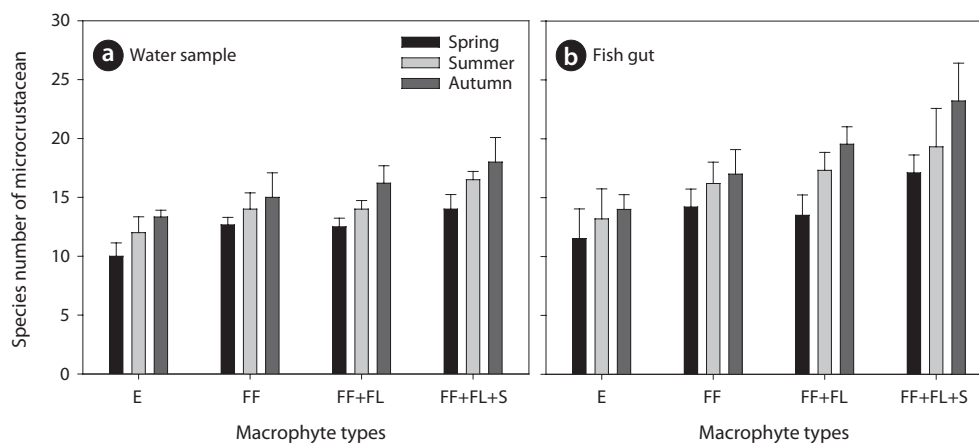 30
25
20
15
10
5
0
Species number of microcrustacean
a Water sample
Spring
Summer
Autumn
E FF FF+FL FF+FL+S
Macrophyte types
b Fish gut
E FF FF+FL FF+FL+S
Macrophyte types